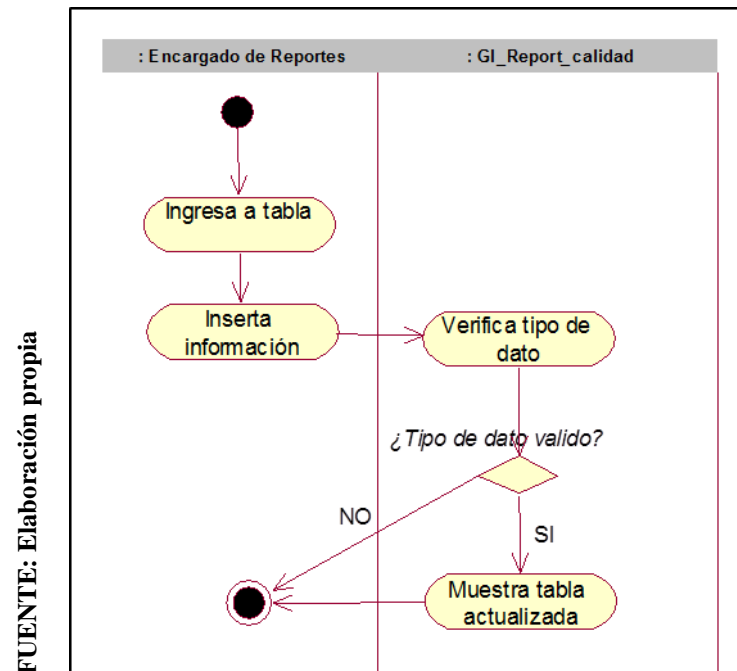 : Encargado de Reportes
: GI_Report_calidad
Ingresa a tabla
Inserta
información
Verifica tipo de
dato
¿Tipo de dato valido?
NO
SI
Muestra tabla
actualizada
FUENTE: Elaboración propia